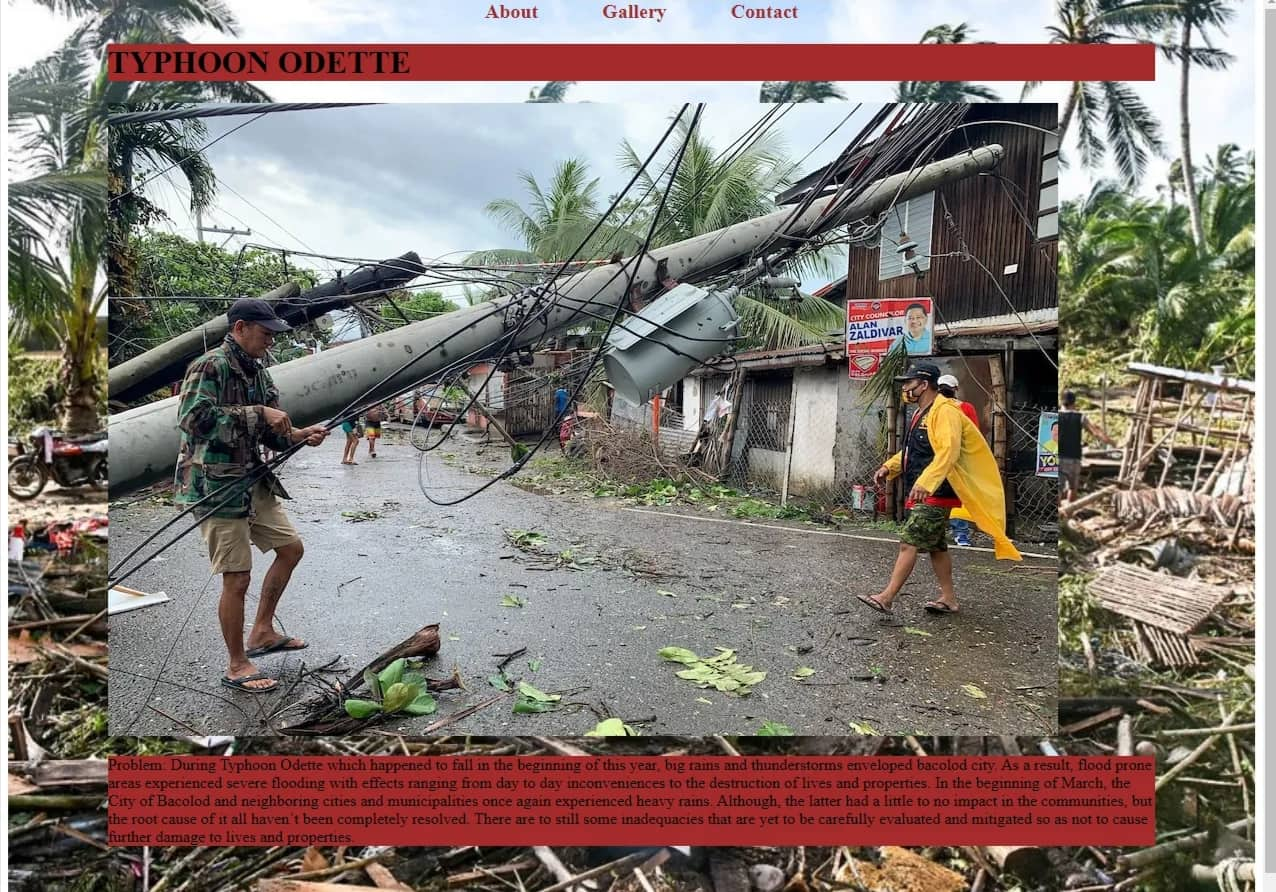 About Gallery Contact
TYPHOON ODETTE
CITY COUNCILOR
ALAN
ZALDIVAR
Problem: During Typhoon Odette which happened to fall in the beginning of this year, big rains and thunderstorms enveloped bacolod city. As a result, flood prone
areas experienced severe flooding with effects ranging from day to day inconveniences to the destruction of lives and properties. In the beginning of March, the
City of Bacolod and neighboring cities and municipalities once again experienced heavy rains. Although, the latter had a little to no impact in the communities, but
the root cause of it all haven't been completely resolved. There are to still some inadequacies that are yet to be carefully evaluated and mitigated so as not to cause
further damage to lives and properties.